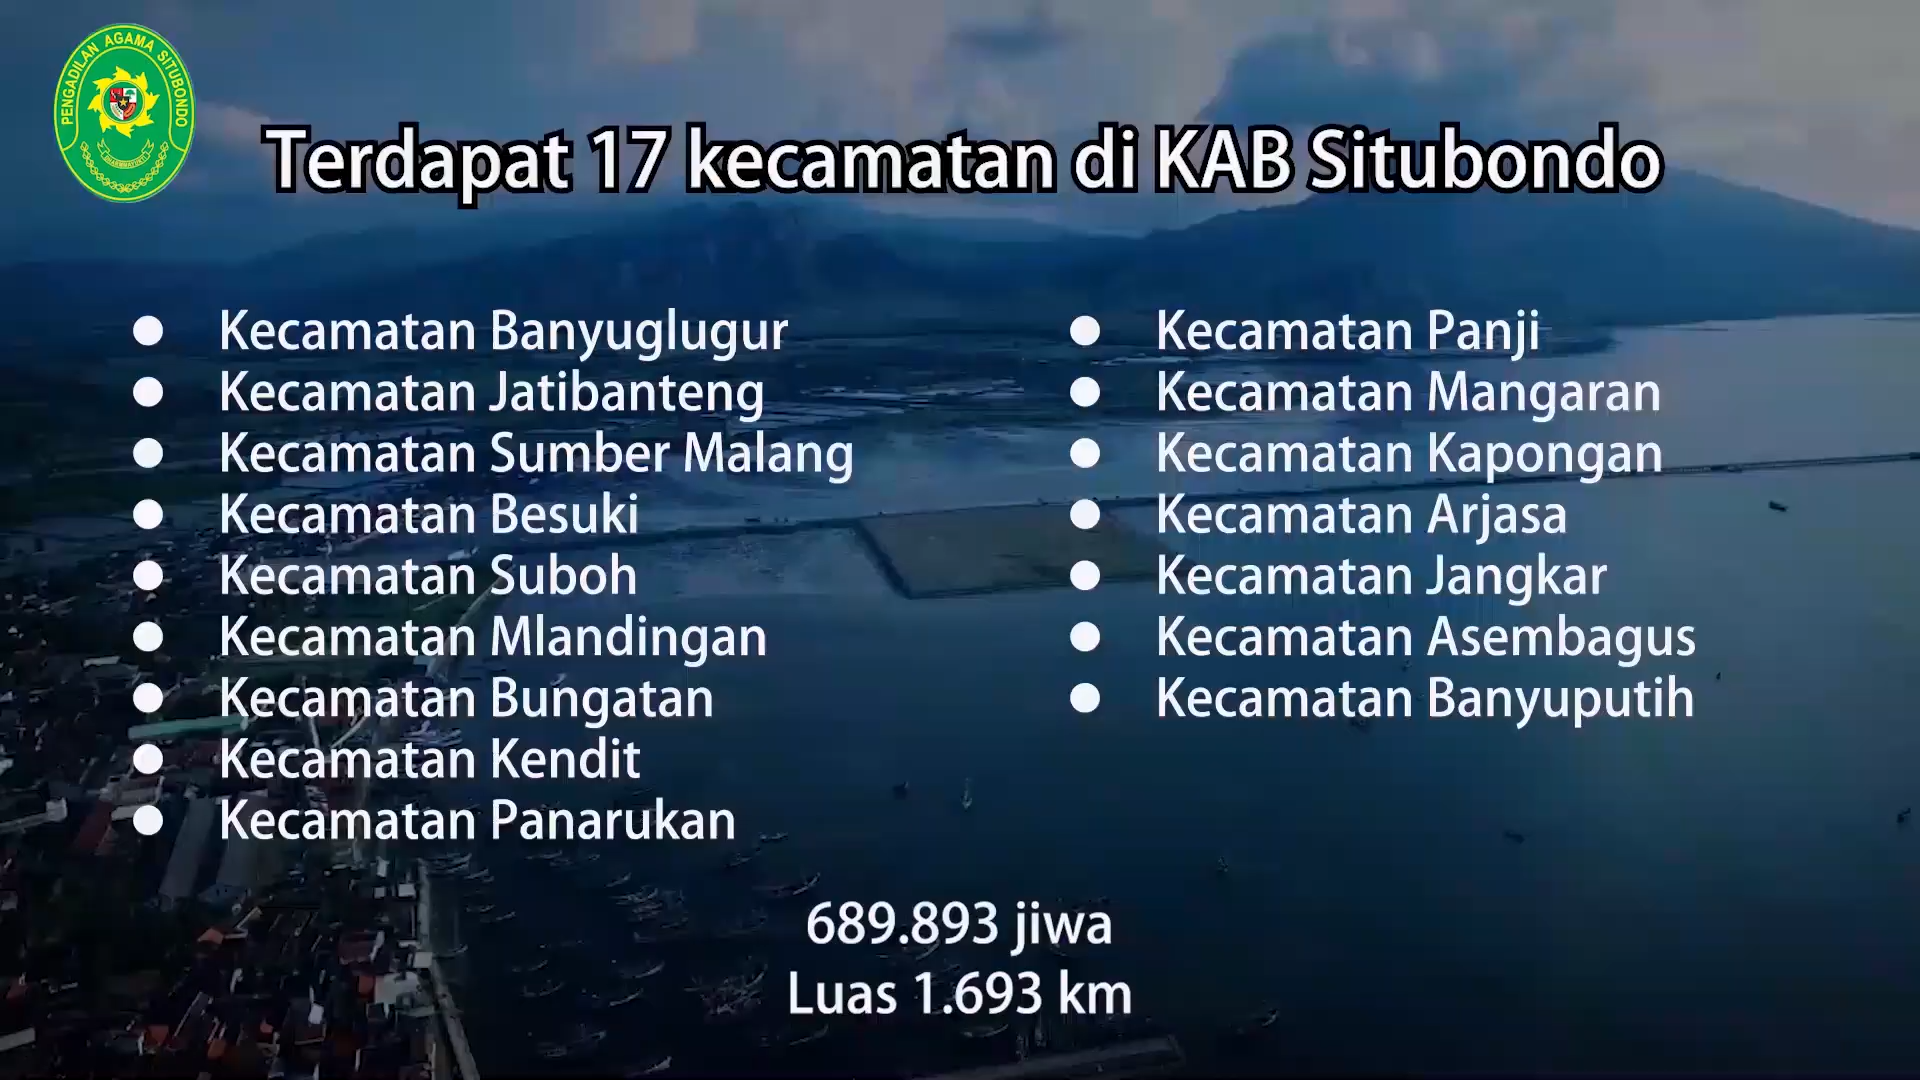 PENGADILAN AGAMA SITUBONDO
Terdapat 17 kecamatan di KAB Situbondo
● Kecamatan Banyuglugur
● Kecamatan Jatibanteng
● Kecamatan Sumber Malang
● Kecamatan Besuki
● Kecamatan Suboh
● Kecamatan Mlandingan
● Kecamatan Bungatan
● Kecamatan Kendit
● Kecamatan Panarukan
● Kecamatan Panji
● Kecamatan Mangaran
● Kecamatan Kapongan
● Kecamatan Arjasa
● Kecamatan Jangkar
● Kecamatan Asembagus
● Kecamatan Banyuputih
689.893 jiwa
Luas 1.693 km